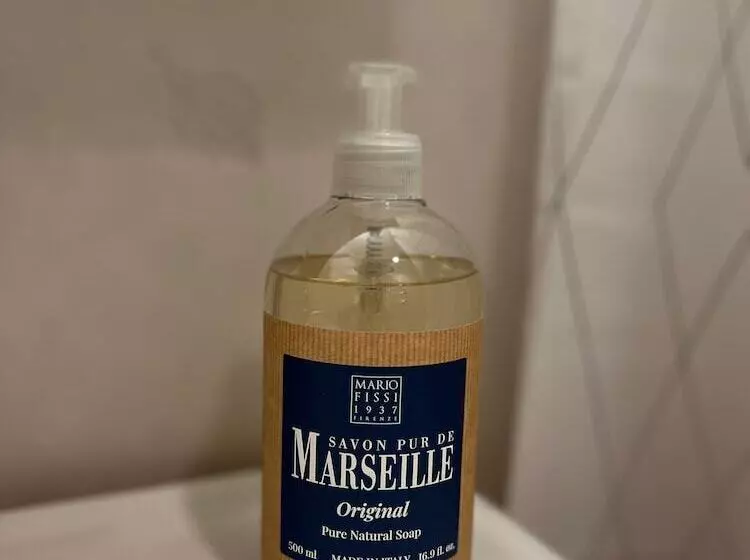 MARIO
FISSI
1937
FIRENZE
SAVON PUR DE
MARSEILLE
Original
Pure Natural Soap
500 ml MADE IN ITALY 16.9 fl. oz.